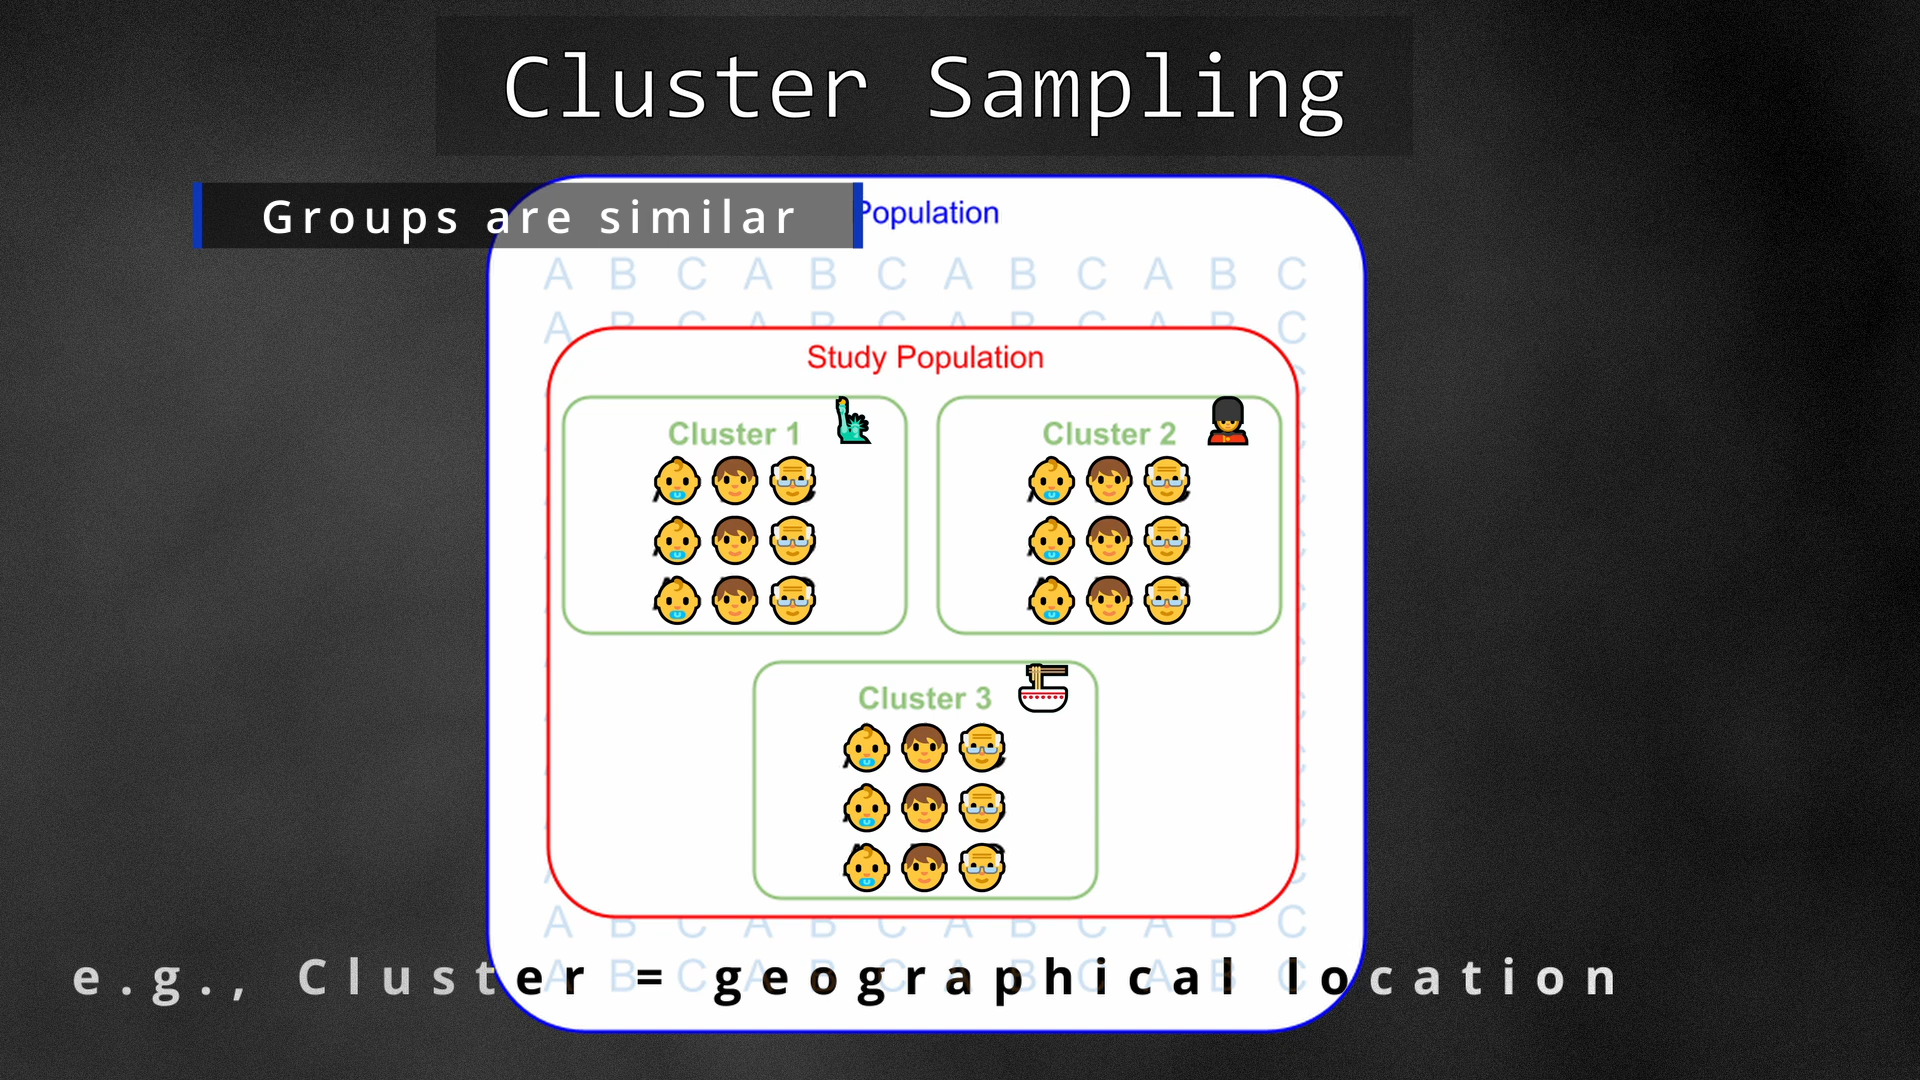 Cluster Sampling
Groups are similar
Population
A B C A B C A B C A B C
A B C A B C A B C A B C
Study Population
Cluster 1
Cluster 2
Cluster 3
A B C A B C A B C A B C
A B C A B C A B C A B C
e.g., Cluster = geographical location